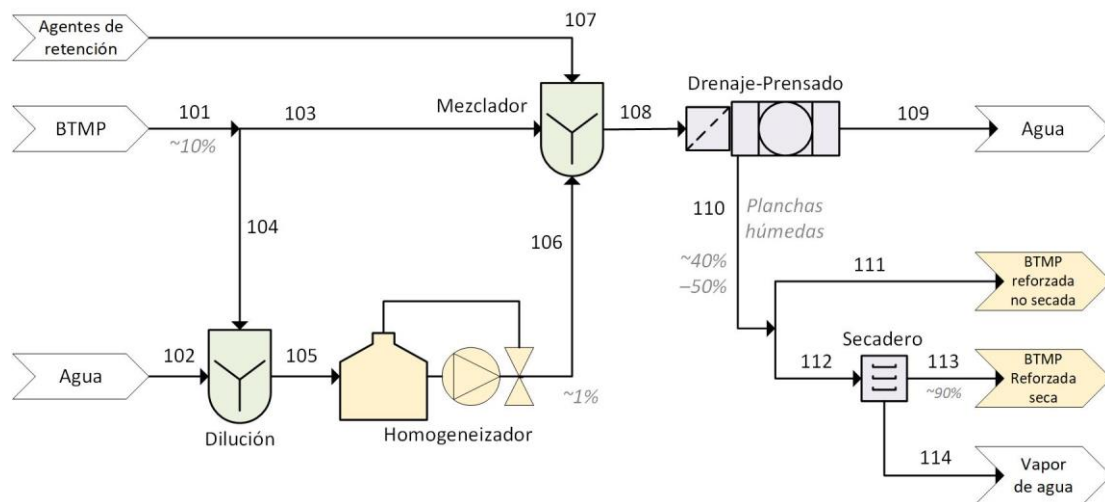 Agentes de
retención
107
BTMP
101
~10%
103
Mezclador
108
Drenaje-Prensado
109
Agua
104
106
110
Planchas
húmedas
~40%
–50%
111
BTMP
reforzada
no secada
Agua
102
Dilución
105
Homogeneizador
~1%
112
Secadero
113
~90%
BTMP
Reforzada
seca
114
Vapor
de agua